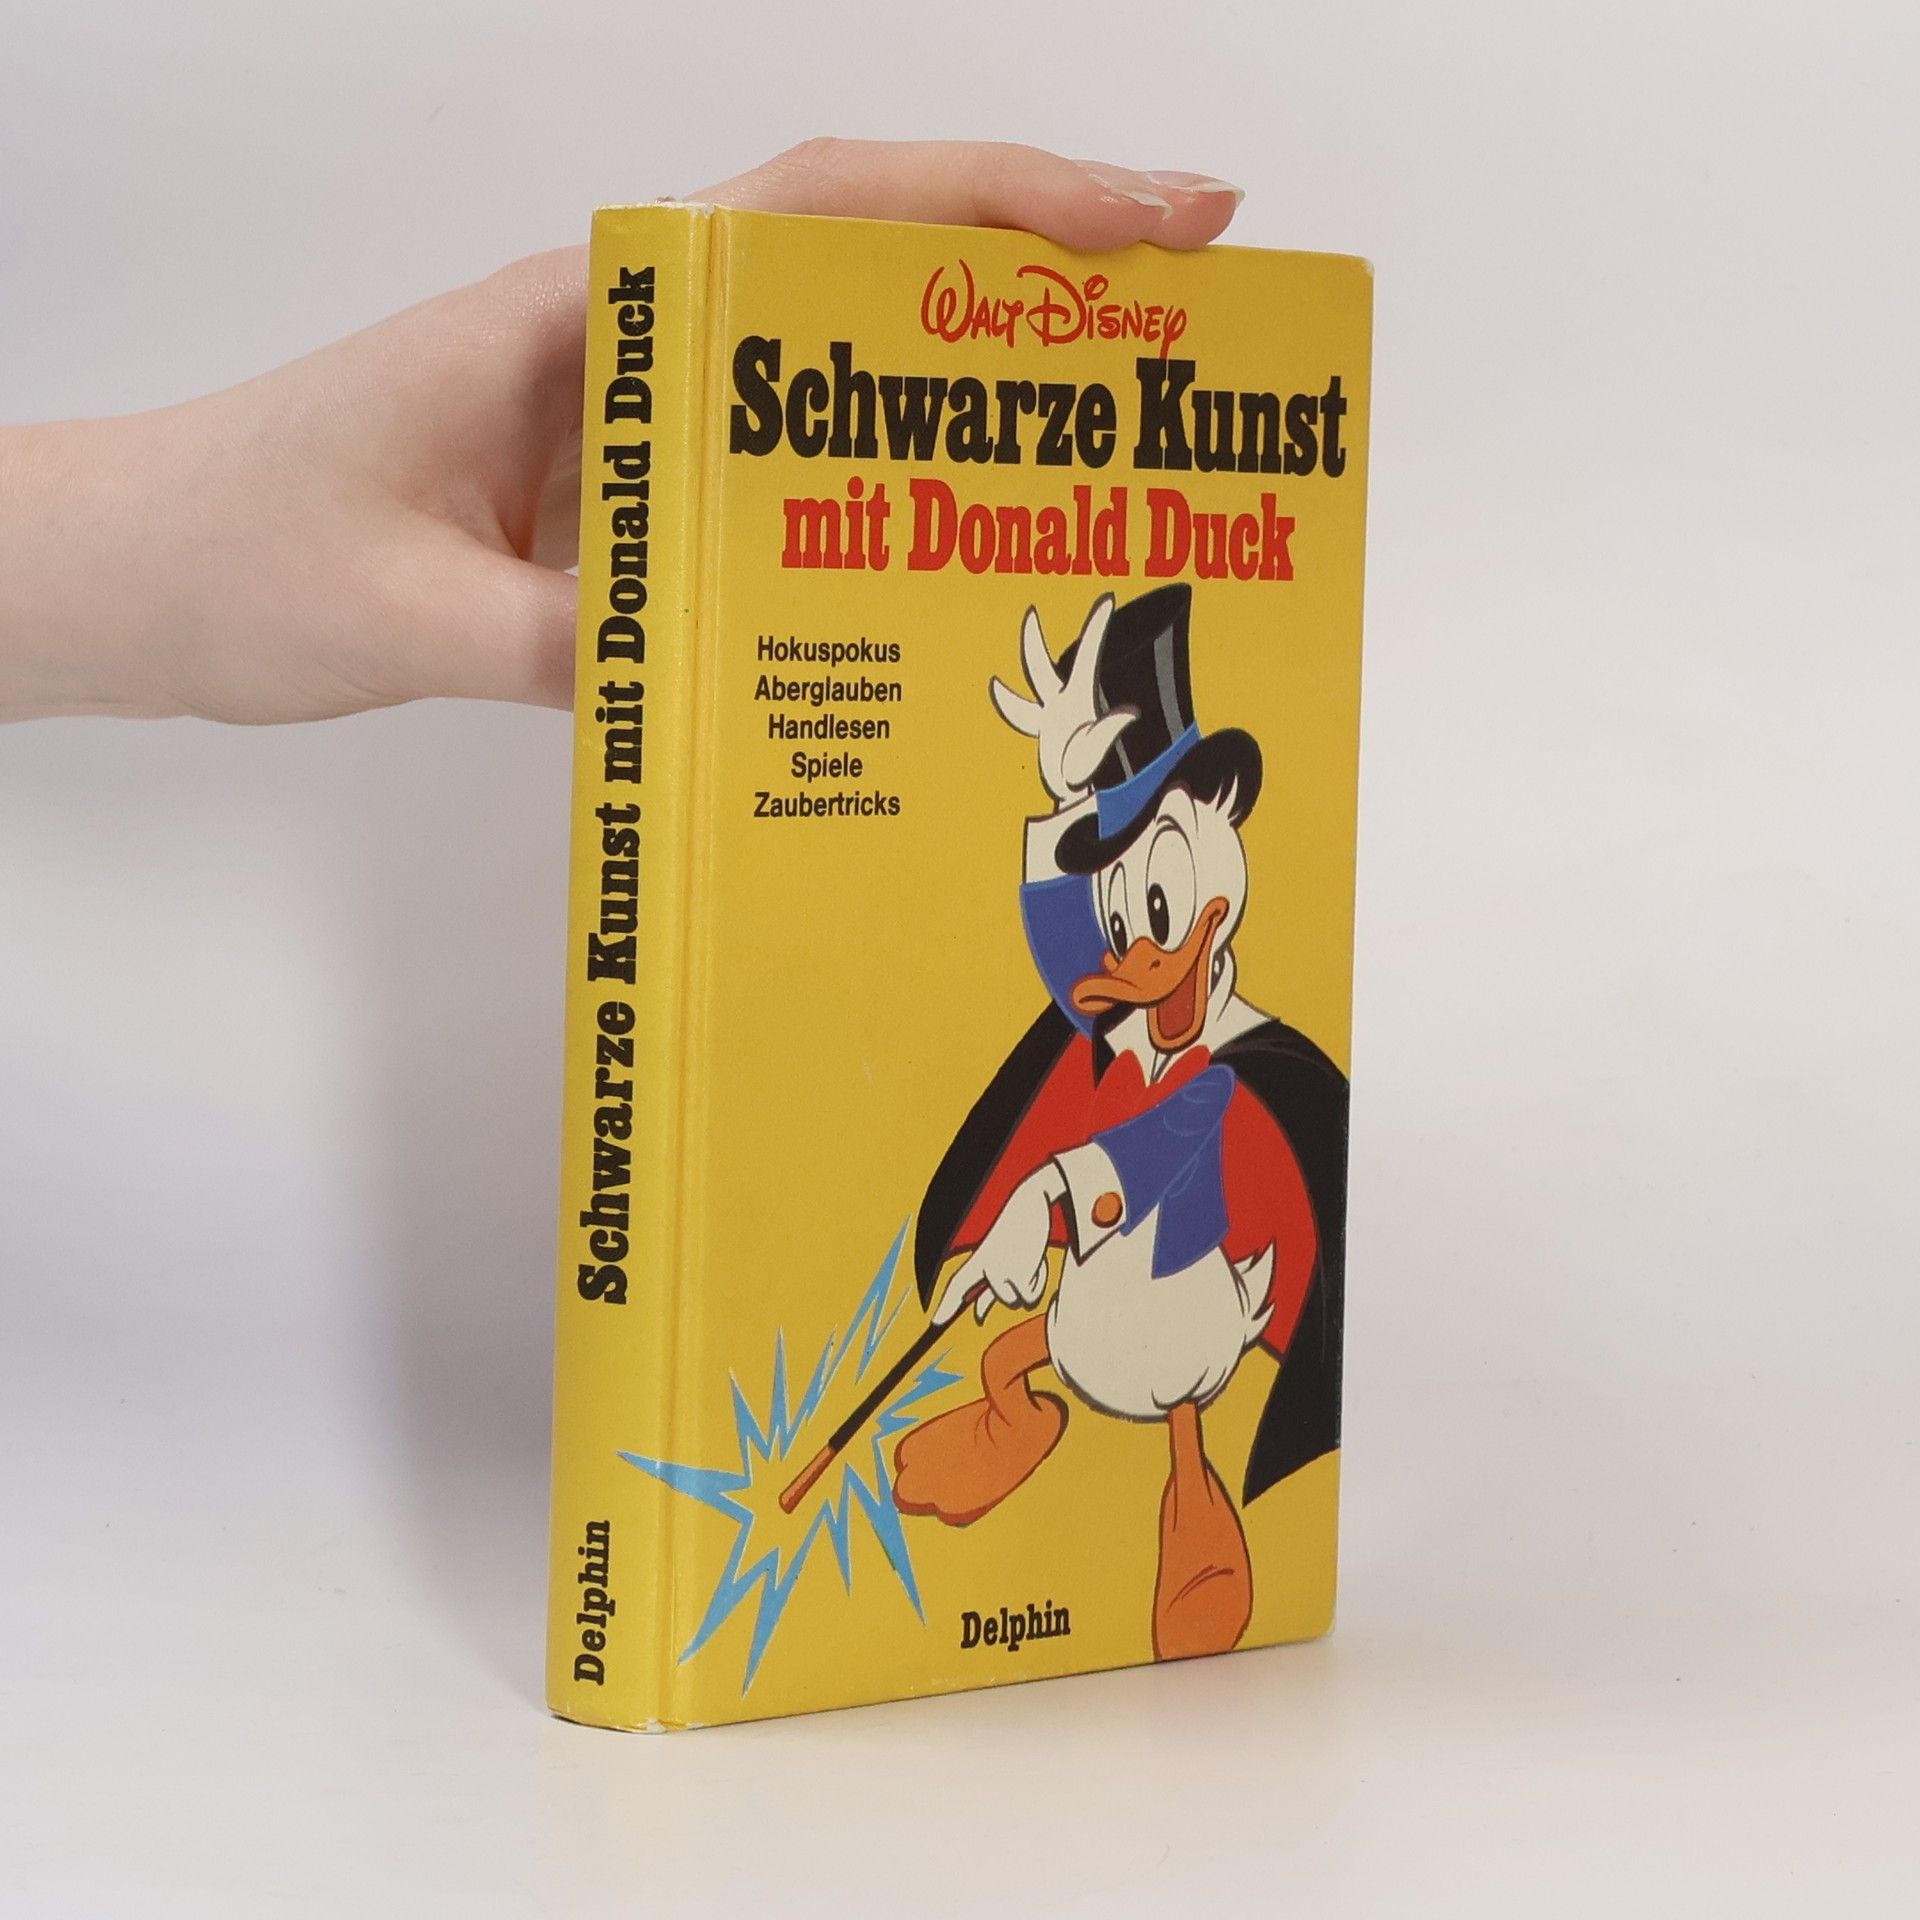 Schwarze Kunst mit Donald Duck
Delphin
WALT DISNEY
Schwarze Kunst
mit Donald Duck
Hokuspokus
Aberglauben
Handlesen
Spiele
Zaubertricks
Delphin